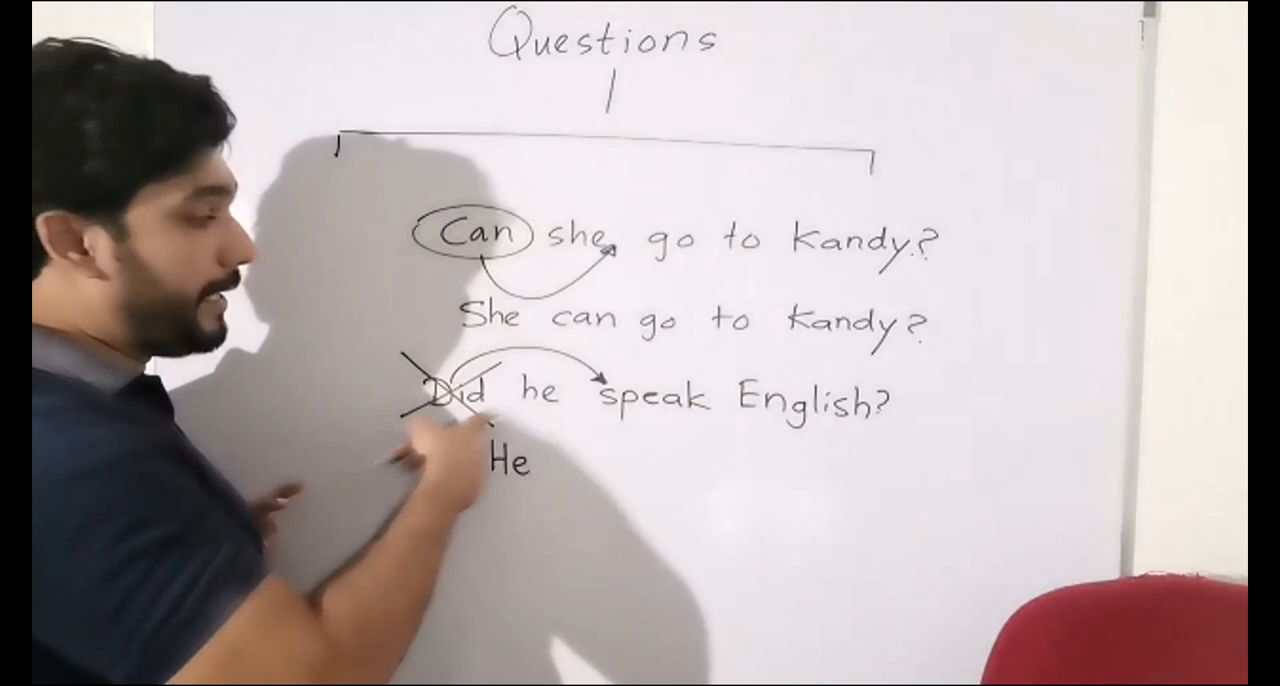 Questions
Can she go to Kandy?
She can go to Kandy?
Did he speak English?
He